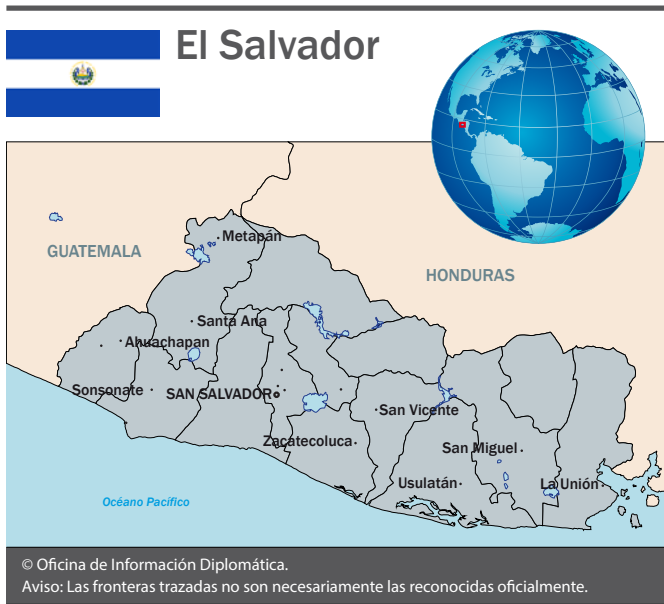 El Salvador
GUATEMALA
Metapán
HONDURAS
Santa Ana
Ahuachapan
Sonsonate
SAN SALVADOR
San Vicente
Zacatecoluca
San Miguel
Usulatán
La Unión
Océano Pacífico
© Oficina de Información Diplomática.
Aviso: Las fronteras trazadas no son necesariamente las reconocidas oficialmente.